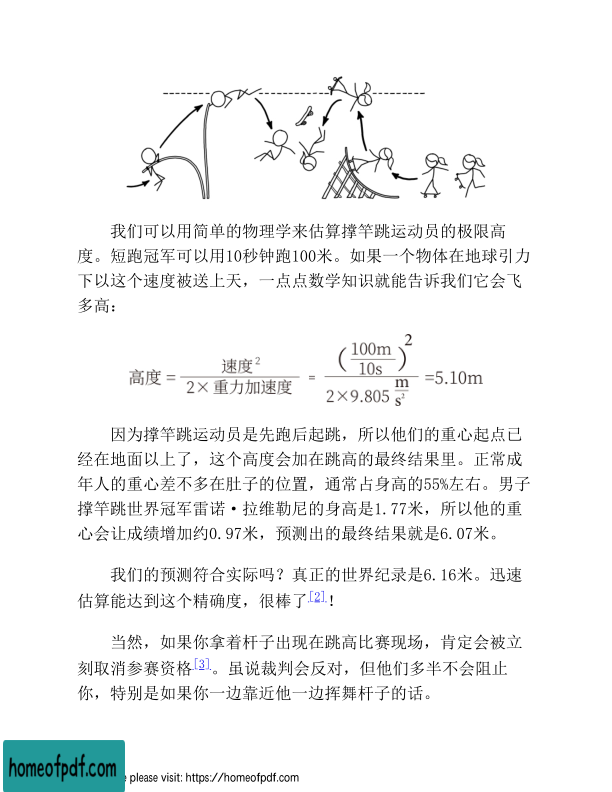 我们可以用简单的物理学来估算撑竿跳运动员的极限高
度。短跑冠军可以用10秒钟跑100米。如果一个物体在地球引力
下以这个速度被送上天，一点点数学知识就能告诉我们它会飞
多高：
高度 = 速度² / 2×重力加速度 = (100m/10s)² / 2×9.805 m/s² =5.10m
因为撑竿跳运动员是先跑后起跳，所以他们的重心起点已
经在地面以上了，这个高度会加在跳高的最终结果里。正常成
年人的重心差不多在肚子的位置，通常占身高的55%左右。男子
撑竿跳世界冠军雷诺·拉维勒尼的身高是1.77米，所以他的重
心会让成绩增加约0.97米，预测出的最终结果就是6.07米。
我们的预测符合实际吗？真正的世界纪录是6.16米。迅速
估算能达到这个精确度，很棒了[2]！
当然，如果你拿着杆子出现在跳高比赛现场，肯定会被立
刻取消参赛资格[3]。虽说裁判会反对，但他们多半不会阻止
你，特别是如果你一边靠近他一边挥舞杆子的话。
homeofpdf.com
e please visit: https://homeofpdf.com